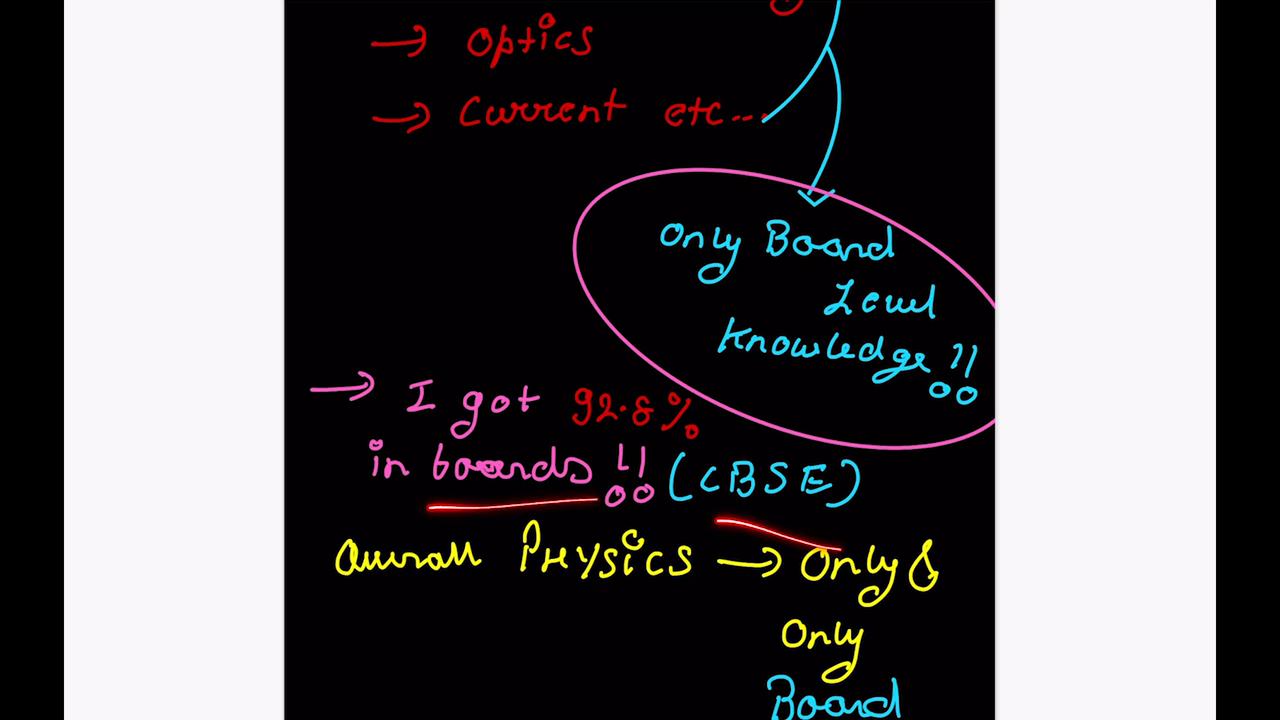 → Optics
→ Current etc...
Only Board
Level
Knowledge !!
→ I got 92.8%
in boards !! (CBSE)
Overall PHYSICS → Only &
Only
Board